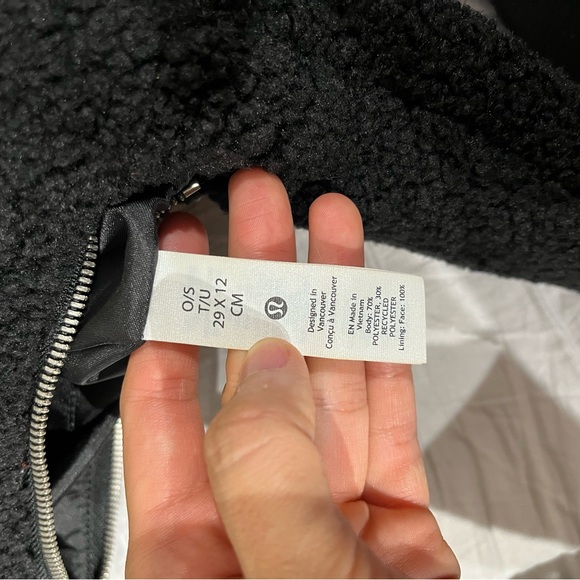 O/S
T/U
29 X 12
CM
Designed in
Vancouver
Conçu à Vancouver
EN Made in
Vietnam
Body: 70%
POLYESTER, 30%
RECYCLED
POLYESTER
Lining: Face: 100%